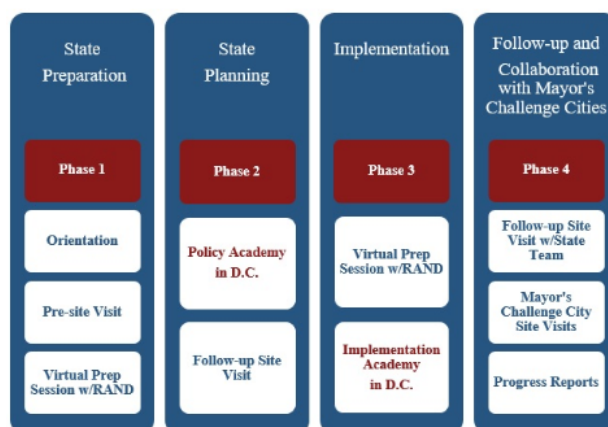 State
Preparation
Phase 1
Orientation
Pre-site Visit
Virtual Prep
Session w/RAND
State
Planning
Phase 2
Policy Academy
in D.C.
Follow-up Site
Visit
Implementation
Phase 3
Virtual Prep
Session w/RAND
Implementation
Academy
in D.C.
Follow-up and
Collaboration
with Mayor's
Challenge Cities
Phase 4
Follow-up Site
Visit w/State
Team
Mayor's
Challenge City
Site Visits
Progress Reports